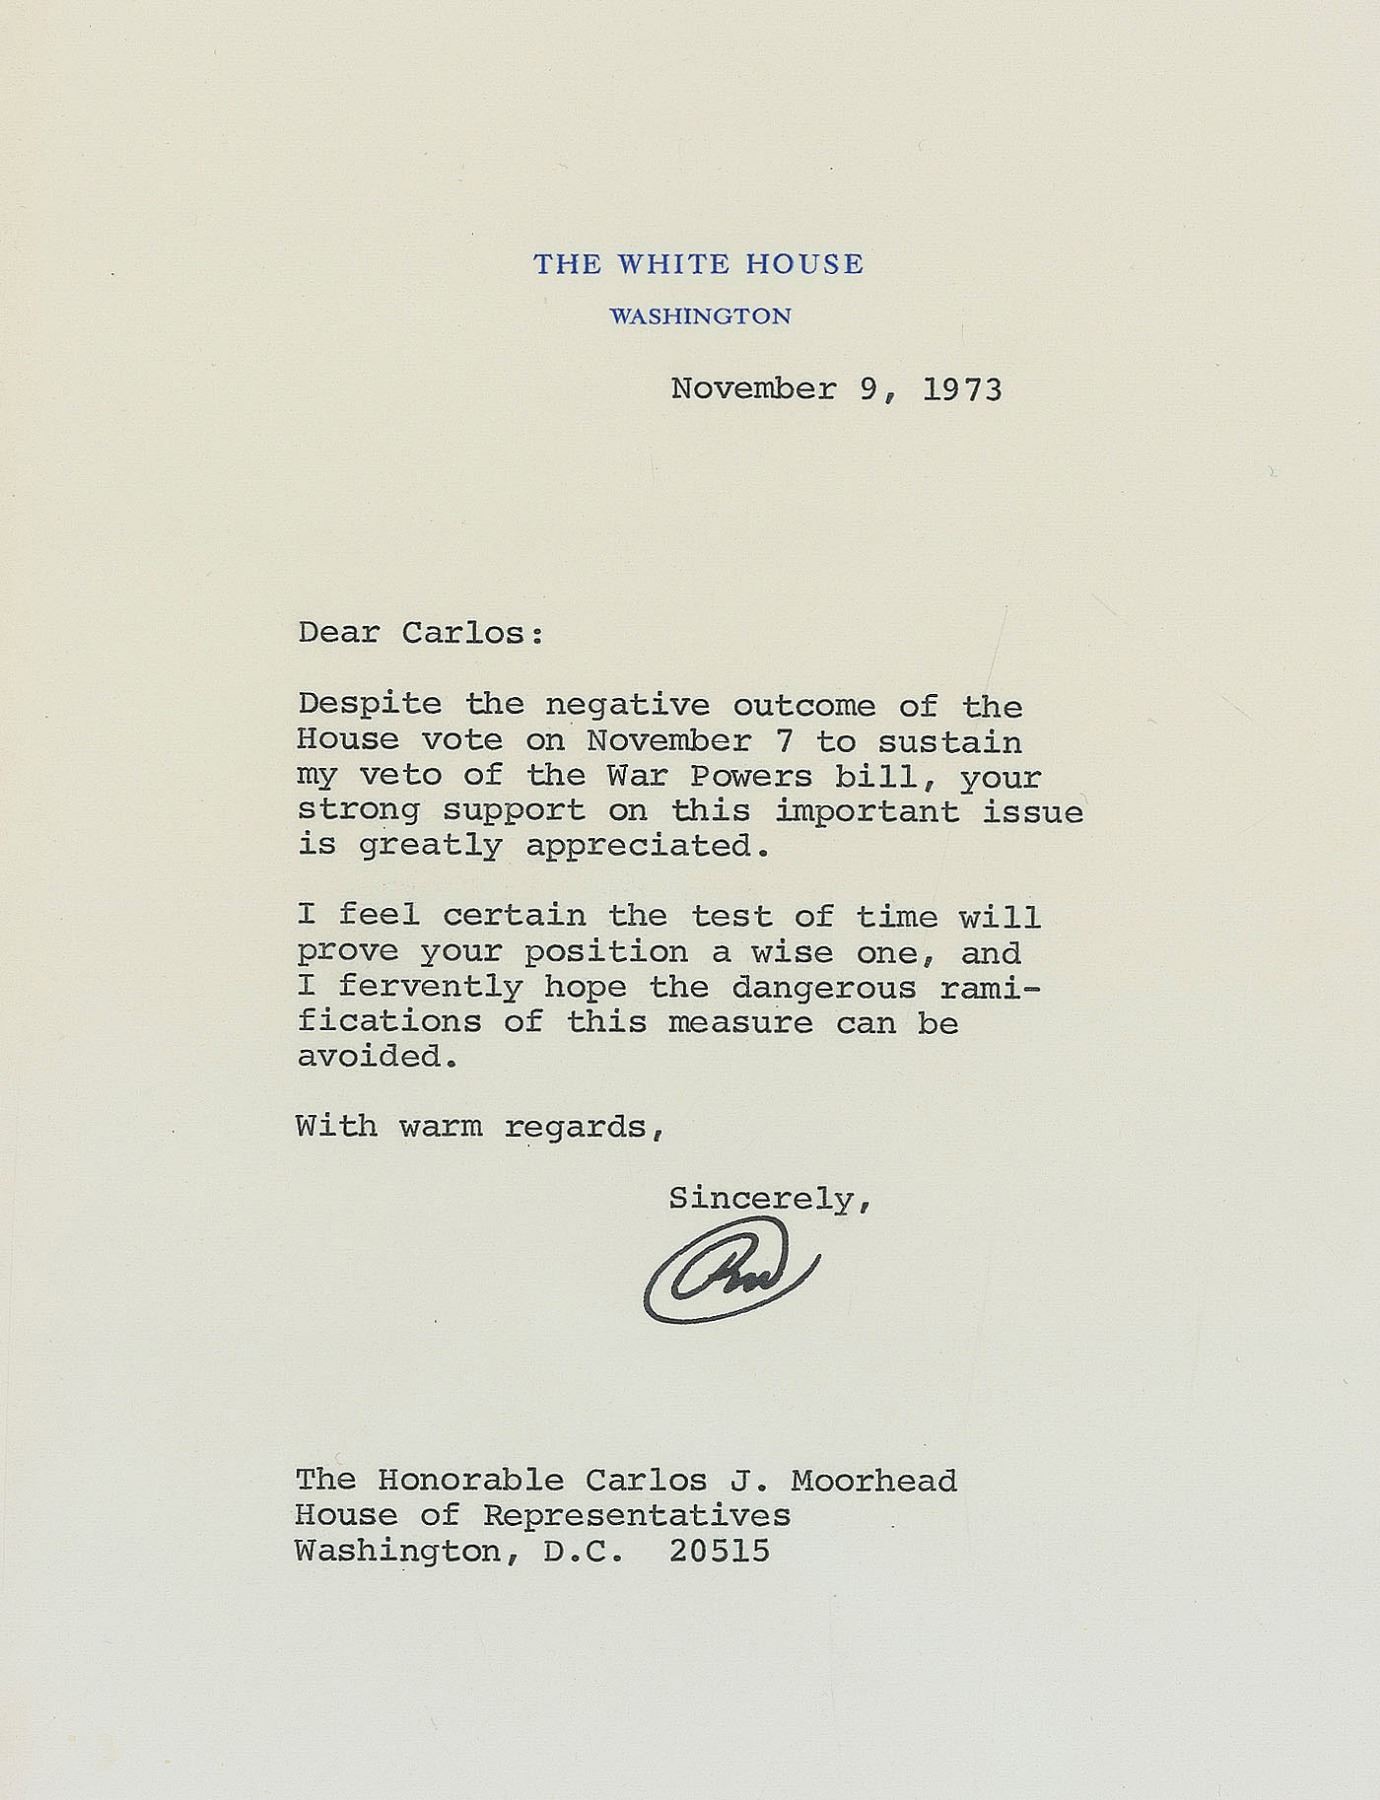 THE WHITE HOUSE
WASHINGTON
November 9, 1973
Dear Carlos:
Despite the negative outcome of the
House vote on November 7 to sustain
my veto of the War Powers bill, your
strong support on this important issue
is greatly appreciated.
I feel certain the test of time will
prove your position a wise one, and
I fervently hope the dangerous rami-
fications of this measure can be
avoided.
With warm regards,
Sincerely,
The Honorable Carlos J. Moorhead
House of Representatives
Washington, D.C.  20515